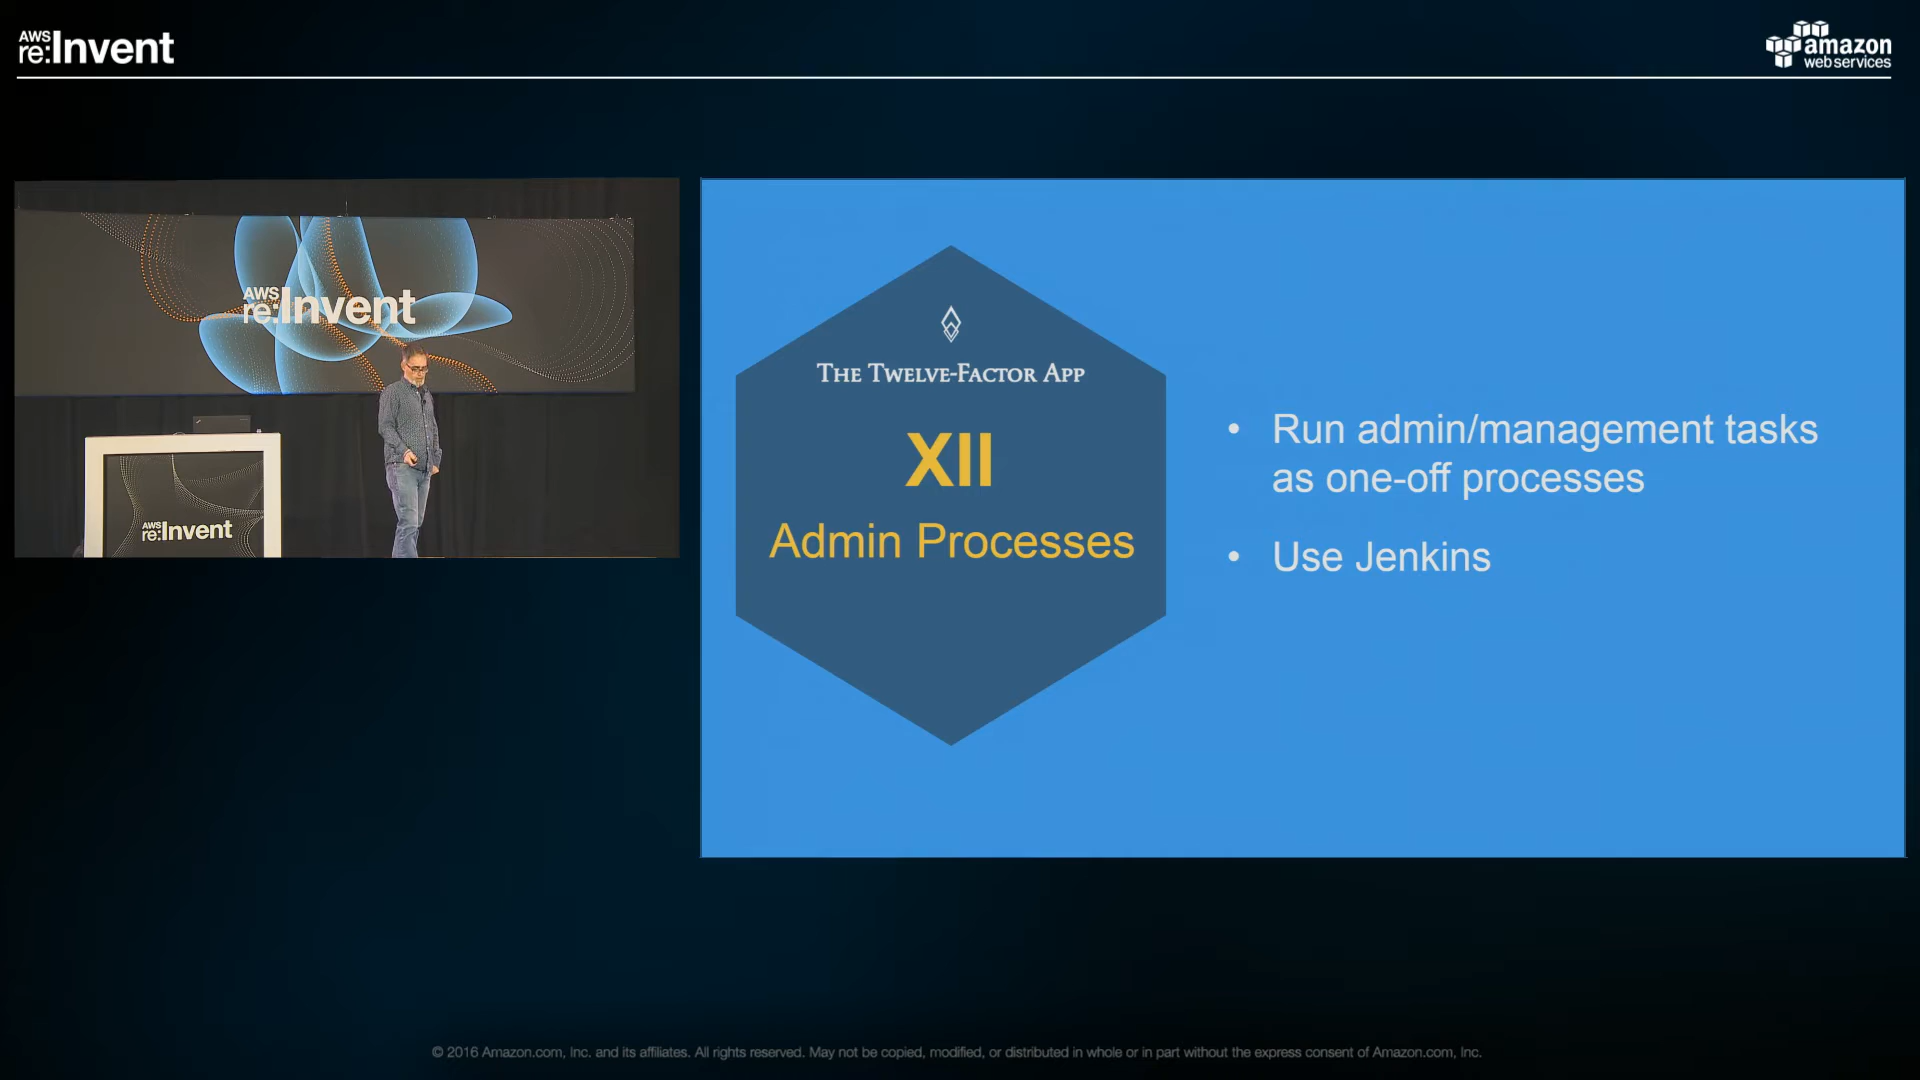 AWS
re:Invent
amazon
web services
AWS
re:Invent
AWS
re:Invent
THE TWELVE-FACTOR APP
XII
Admin Processes
• Run admin/management tasks
as one-off processes
• Use Jenkins
© 2016 Amazon.com, Inc. and its affiliates. All rights reserved. May not be copied, modified, or distributed in whole or in part without the express consent of Amazon.com, Inc.